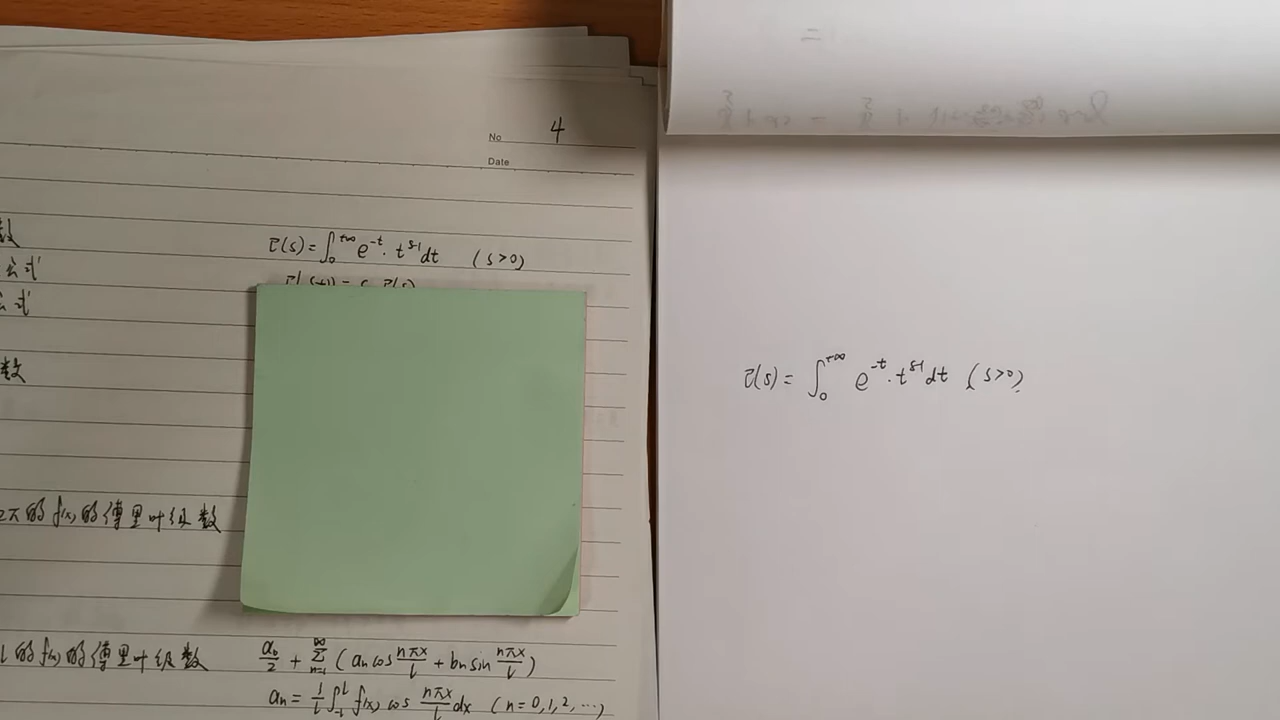 No 4
Date
数
Γ(s) = ∫₀^{+∞} e^{-t} · t^{s-1} dt (s>0)
公式
公式
数
2π的f(x)的傅里叶级数
l的f(x)的傅里叶级数 a₀/2 + ∑_{n=1}^{∞} (aₙ cos nπx/l + bₙ sin nπx/l)
aₙ = 1/l ∫_{-l}^{l} f(x) cos nπx/l dx (n=0,1,2,…)
Γ(s) = ∫₀^{+∞} e^{-t} · t^{s-1} dt (s>0)